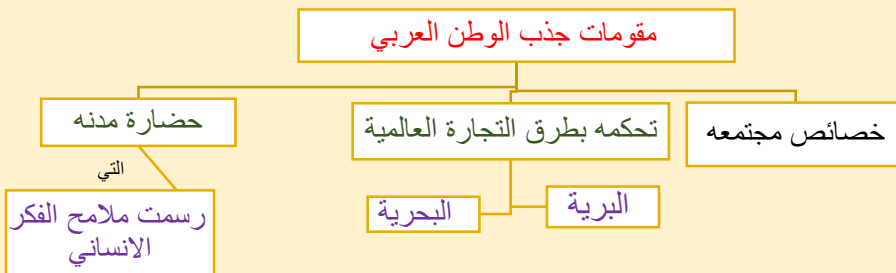 مقومات جذب الوطن العربي
خصائص مجتمعه
تحكمه بطرق التجارة العالمية
حضارة مدنه
البرية
البحرية
التي
رسمت ملامح الفكر
الانساني